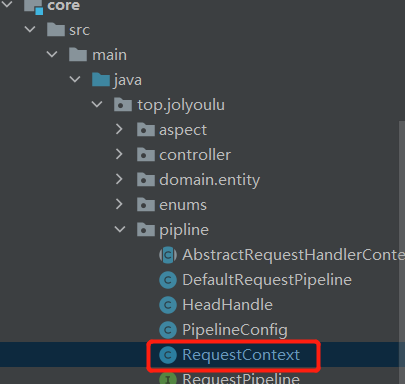 core
src
main
java
top.jolyoulu
aspect
controller
domain.entity
enums
pipline
AbstractRequestHandlerConte
DefaultRequestPipeline
HeadHandle
PipelineConfig
RequestContext
RequestPipeline